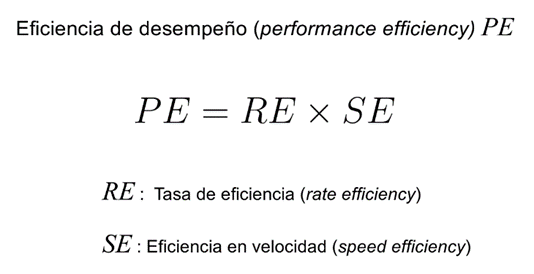 Eficiencia de desempeño (performance efficiency) PE
PE = RE × SE
RE : Tasa de eficiencia (rate efficiency)
SE : Eficiencia en velocidad (speed efficiency)